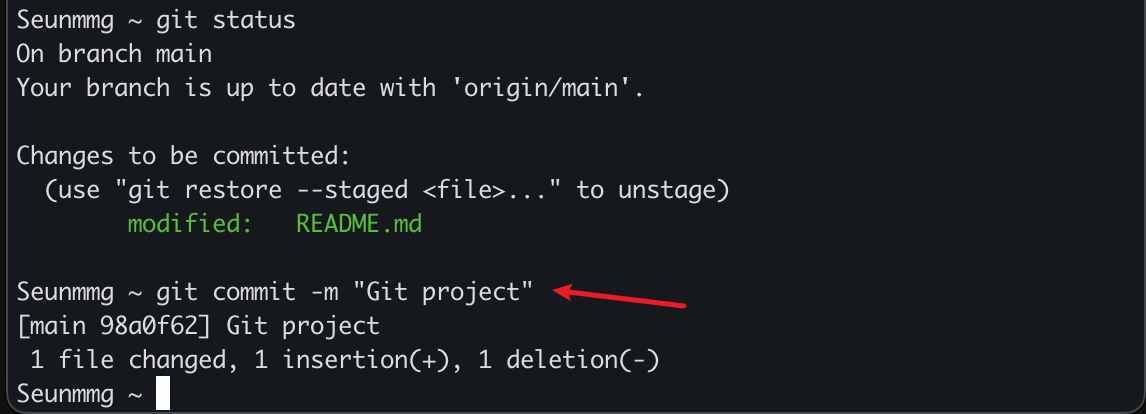 Seunmmg ~ git status
On branch main
Your branch is up to date with 'origin/main'.
Changes to be committed:
(use "git restore --staged <file>..." to unstage)
modified: README.md
Seunmmg ~ git commit -m "Git project"
[main 98a0f62] Git project
1 file changed, 1 insertion(+), 1 deletion(-)
Seunmmg ~